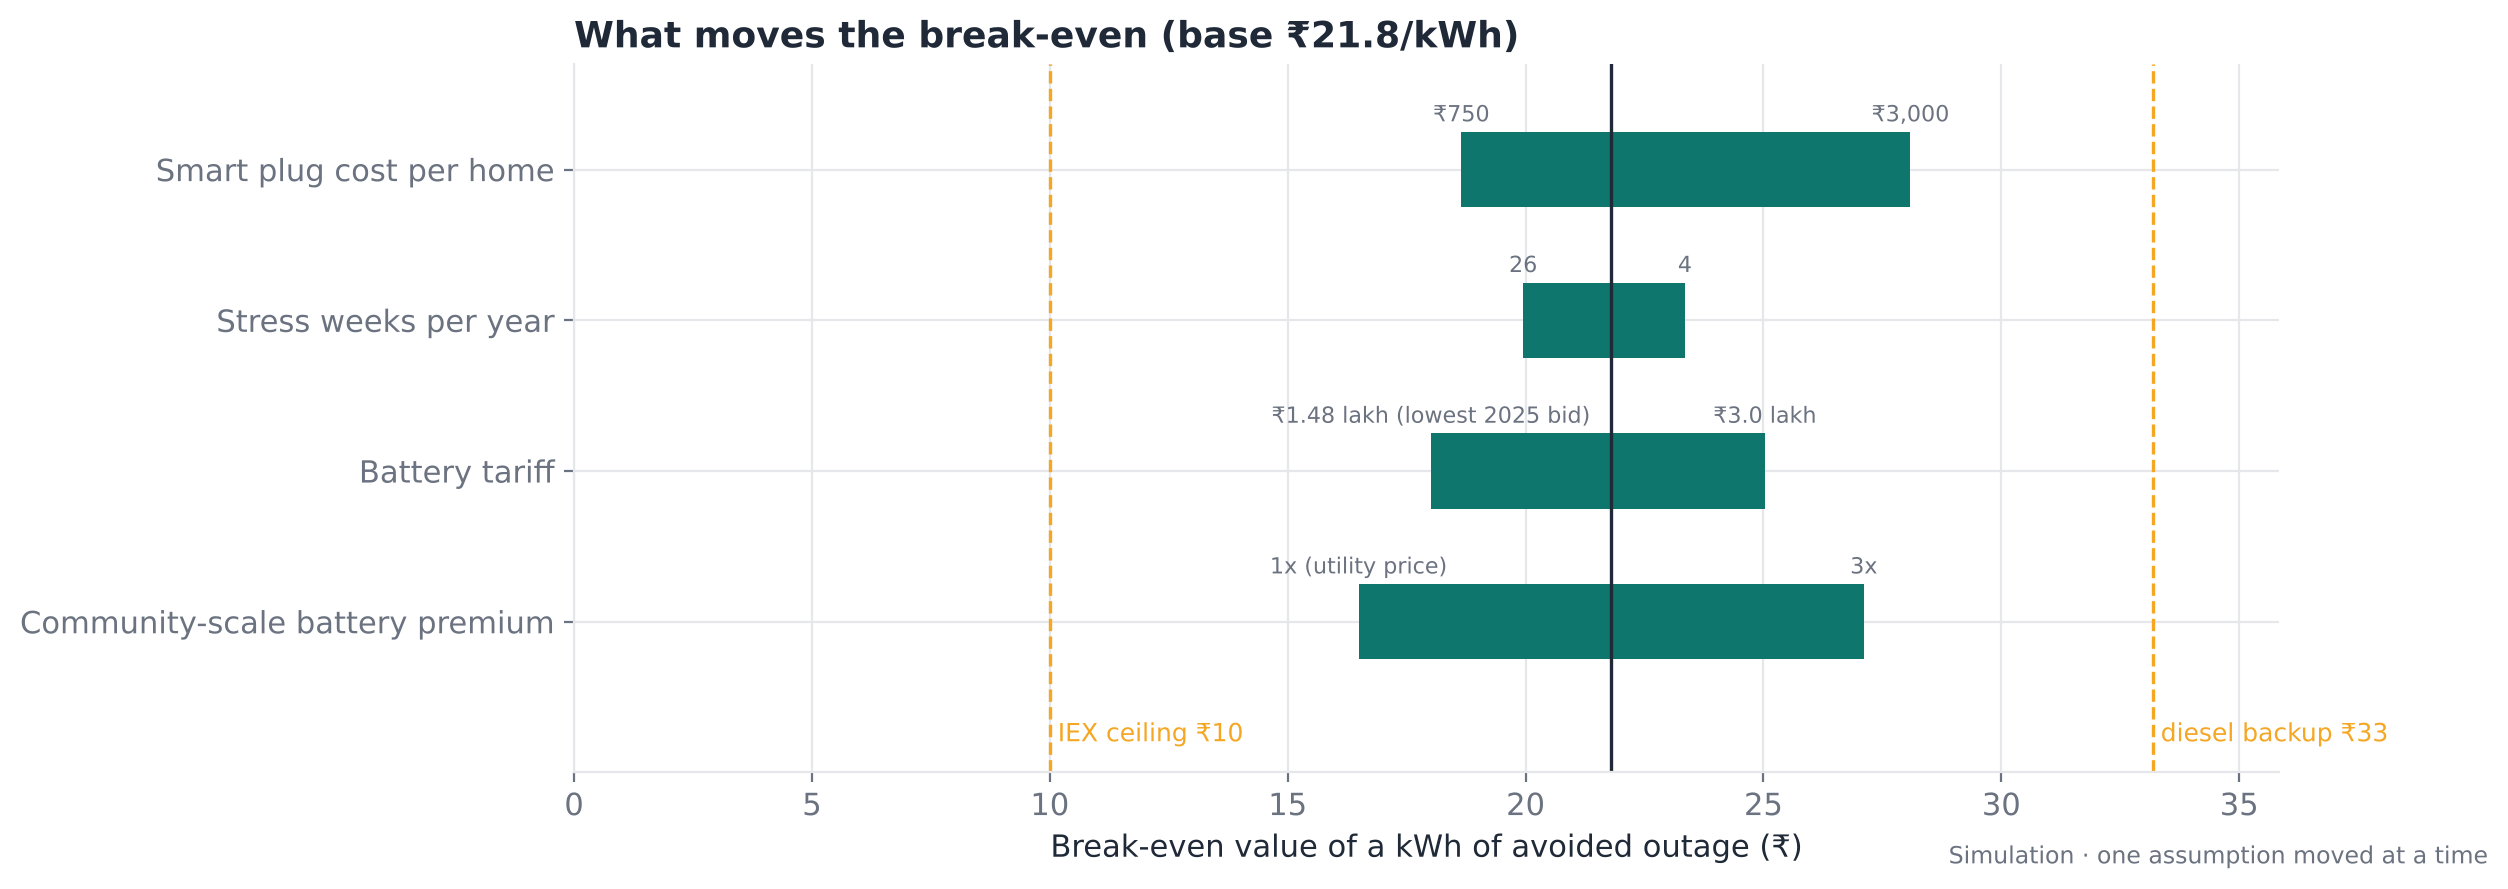 What moves the break-even (base ₹21.8/kWh)
₹750
₹3,000
Smart plug cost per home
26
4
Stress weeks per year
₹1.48 lakh (lowest 2025 bid)
₹3.0 lakh
Battery tariff
1x (utility price)
3x
Community-scale battery premium
IEX ceiling ₹10
diesel backup ₹33
0
5
10
15
20
25
30
35
Break-even value of a kWh of avoided outage (₹)
Simulation · one assumption moved at a time